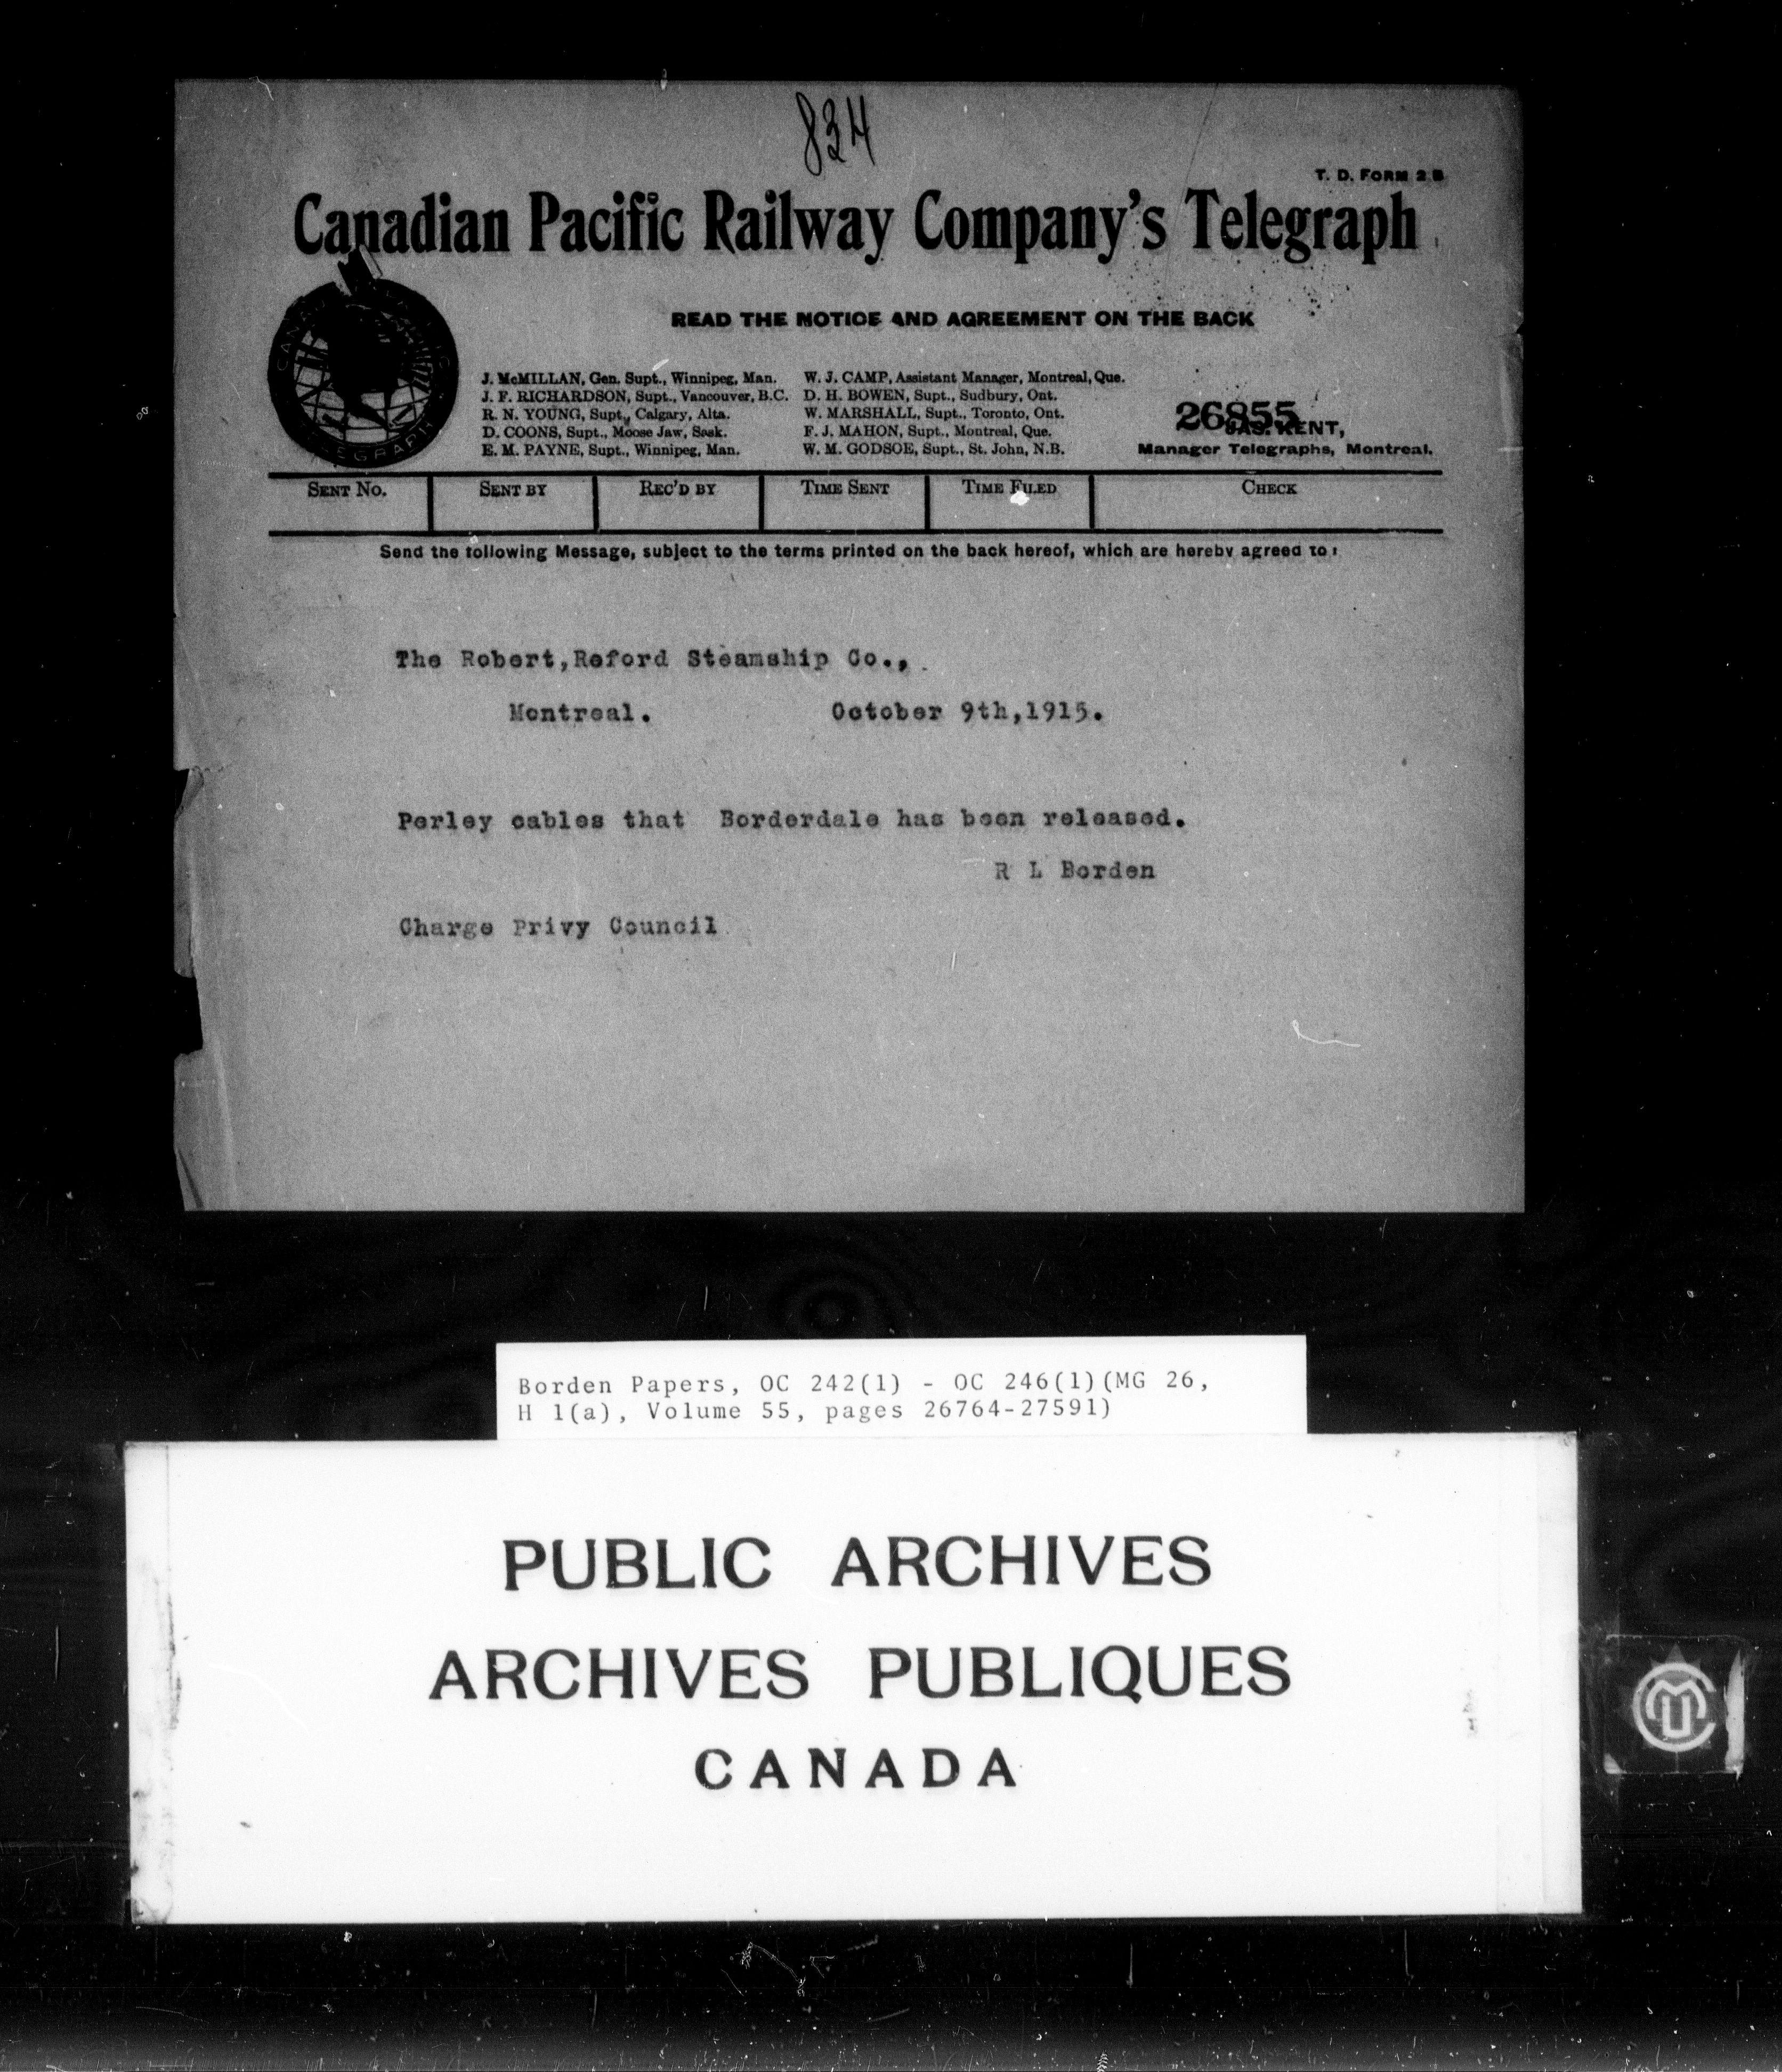 834
T. D. FORM 2 B
Canadian Pacific Railway Company's Telegraph
READ THE NOTICE AND AGREEMENT ON THE BACK
J. McMILLAN, Gen. Supt., Winnipeg, Man.
J. F. RICHARDSON, Supt., Vancouver, B.C.
R. N. YOUNG, Supt., Calgary, Alta.
D. COONS, Supt., Moose Jaw, Sask.
E. M. PAYNE, Supt., Winnipeg, Man.
W. J. CAMP, Assistant Manager, Montreal, Que.
D. H. BOWEN, Supt., Sudbury, Ont.
W. MARSHALL, Supt., Toronto, Ont.
F. J. MAHON, Supt., Montreal, Que.
W. M. GODSOE, Supt., St. John, N.B.
26855
JAS. KENT,
Manager Telegraphs, Montreal.
SENT NO. SENT BY REC'D BY TIME SENT TIME FILED CHECK
Send the following Message, subject to the terms printed on the back hereof, which are hereby agreed to:
The Robert,Reford Steamship Co.,
Montreal. October 9th,1915.
Perley cables that Borderdale has been released.
R L Borden
Charge Privy Council
Borden Papers, OC 242(1) - OC 246(1)(MG 26,
H 1(a), Volume 55, pages 26764-27591)
PUBLIC ARCHIVES
ARCHIVES PUBLIQUES
CANADA